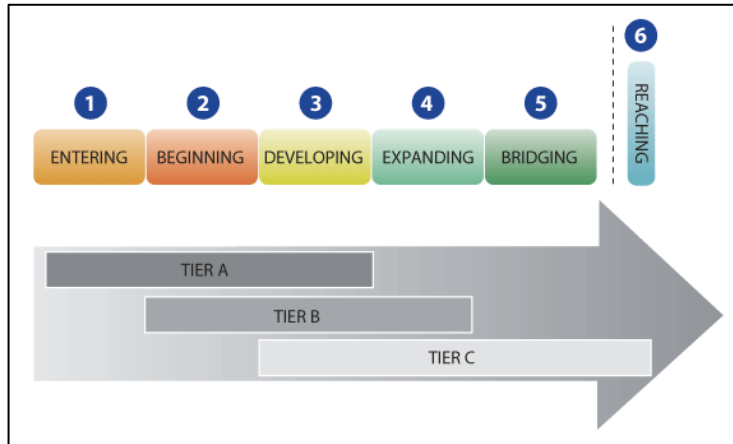 1 2 3 4 5 6
ENTERING BEGINNING DEVELOPING EXPANDING BRIDGING REACHING
TIER A
TIER B
TIER C